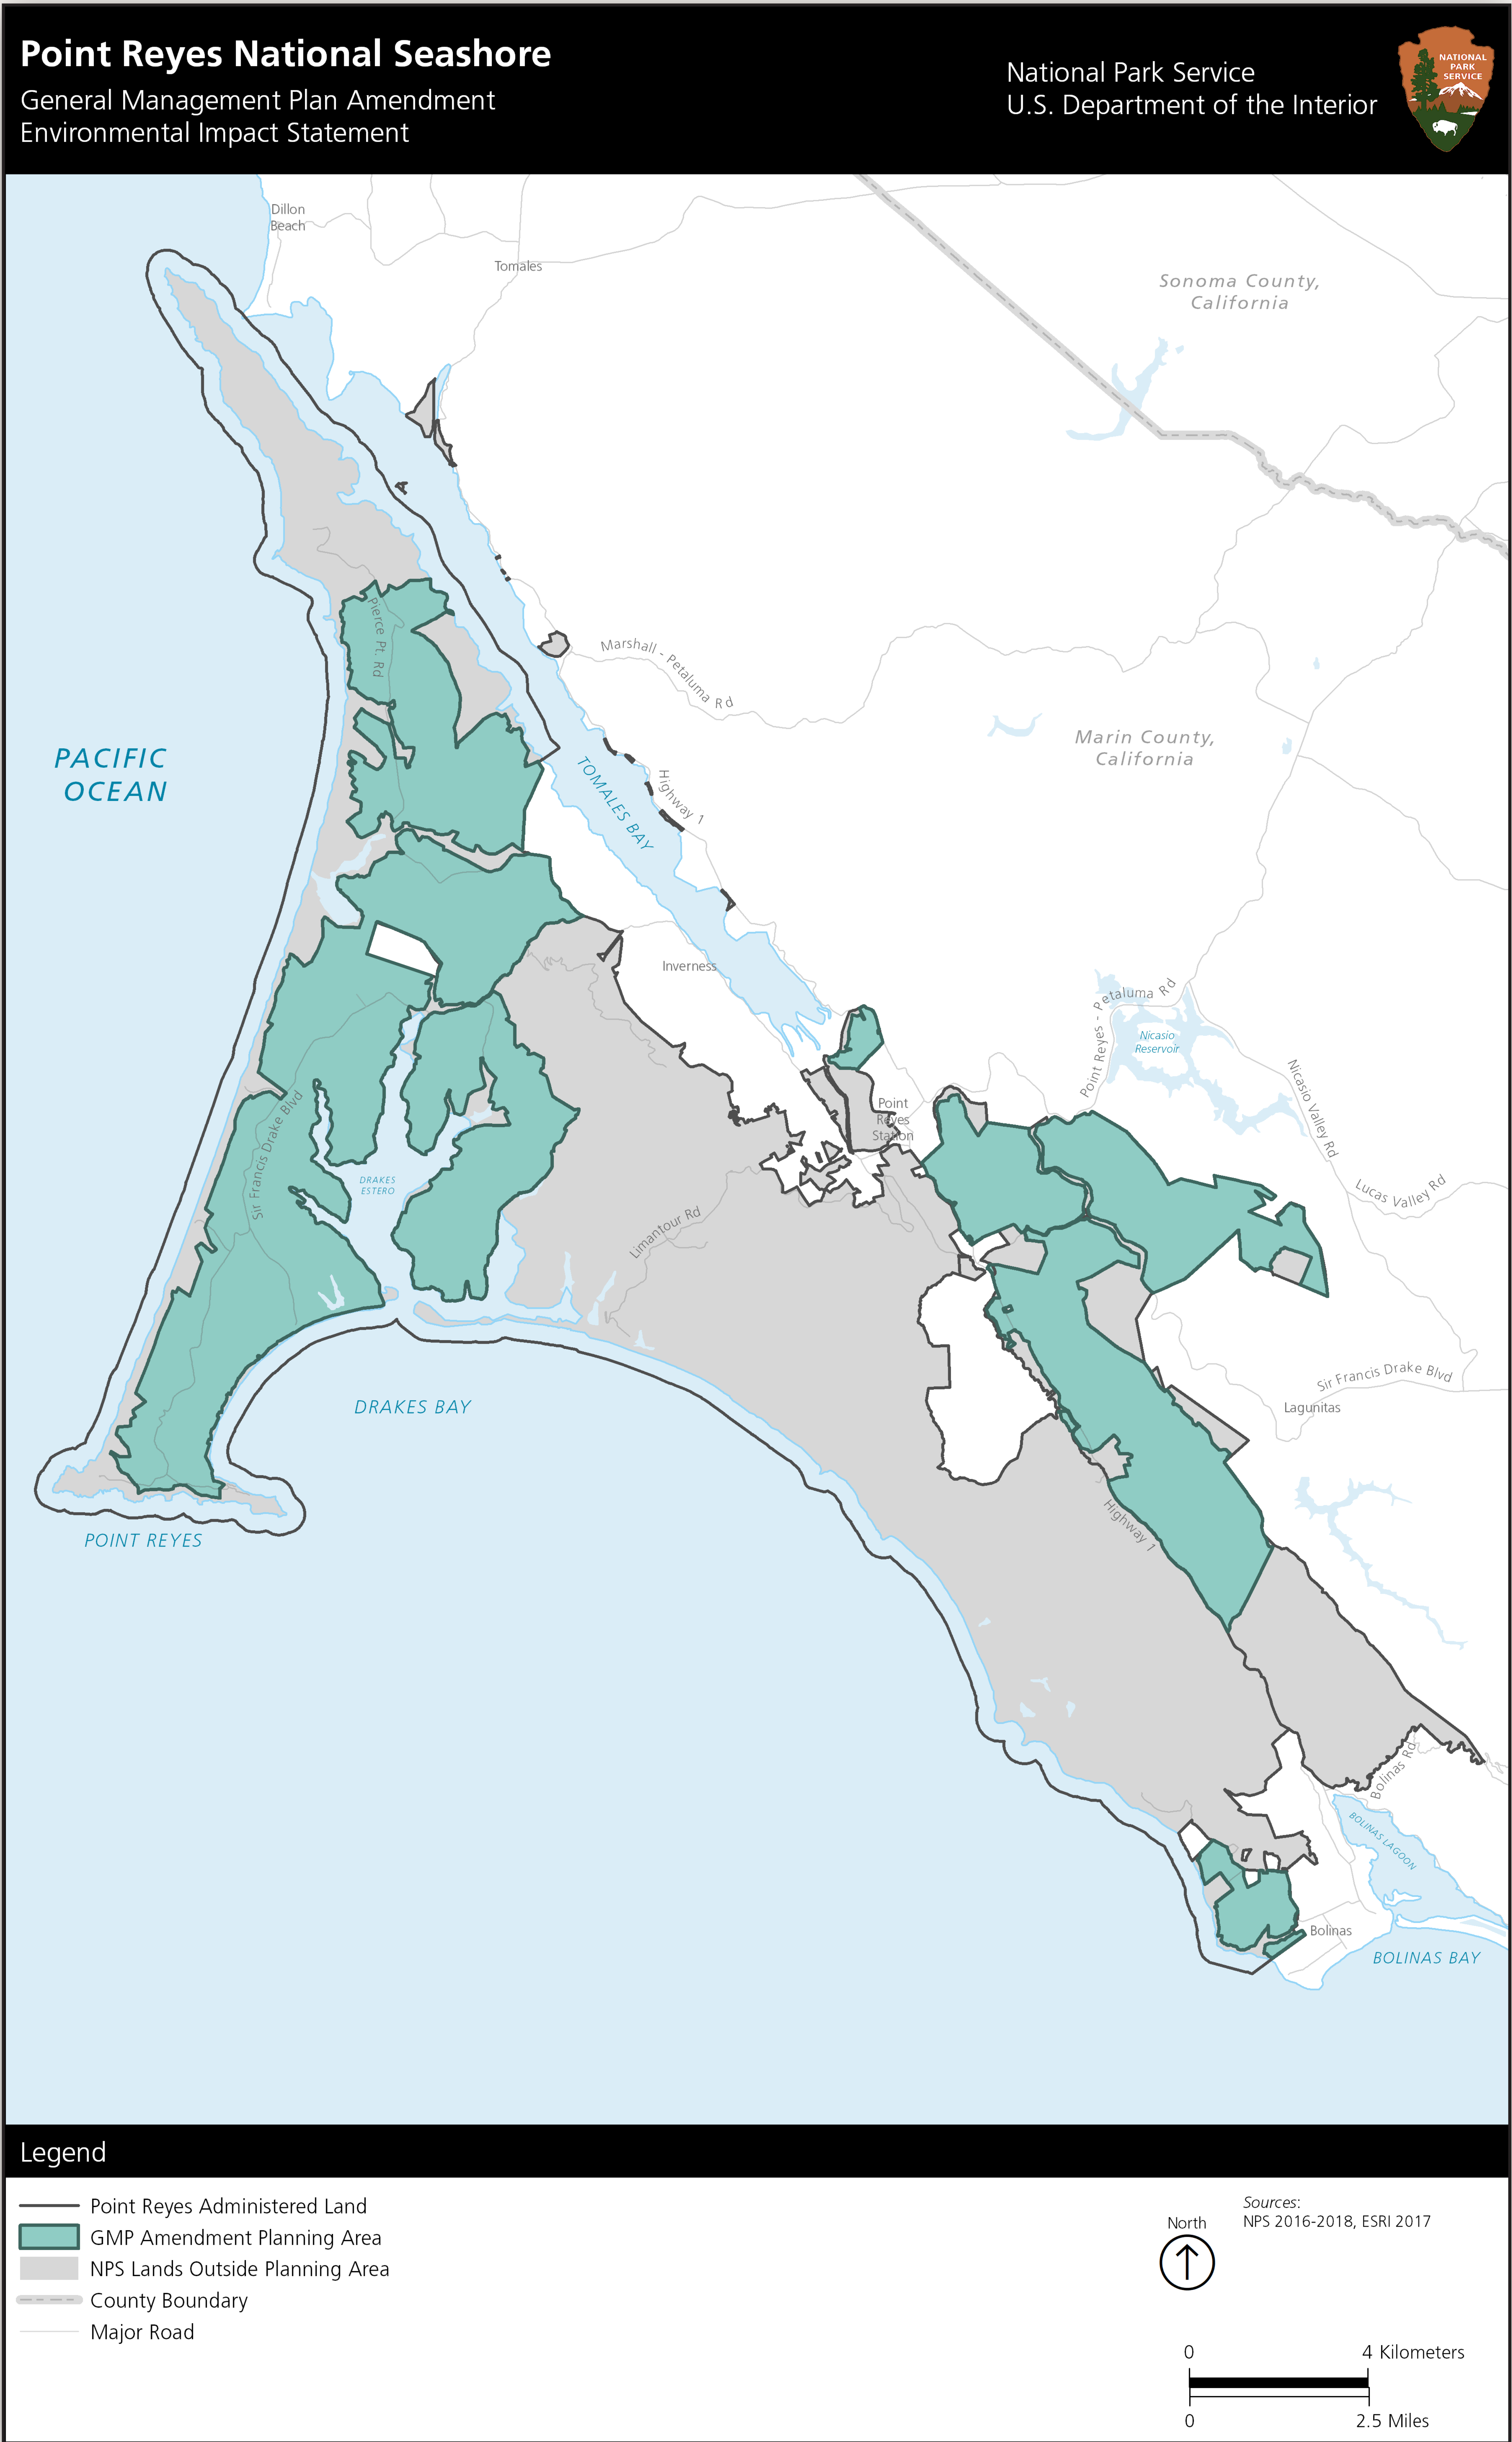 Point Reyes National Seashore
General Management Plan Amendment
Environmental Impact Statement
National Park Service
U.S. Department of the Interior
NATIONAL
PARK
SERVICE
Dillon
Beach
Tomales
Sonoma County,
California
Pierce Pt. Rd
Marshall - Petaluma Rd
Marin County,
California
PACIFIC
OCEAN
TOMALES BAY
Highway 1
Inverness
Point Reyes - Petaluma Rd
Nicasio
Reservoir
Nicasio Valley Rd
Point
Reyes
Station
Sir Francis Drake Blvd
DRAKES
ESTERO
Limantour Rd
Lucas Valley Rd
Sir Francis Drake Blvd
Lagunitas
DRAKES BAY
POINT REYES
Highway 1
Bolinas Rd
BOLINAS LAGOON
Bolinas
BOLINAS BAY
Legend
Point Reyes Administered Land
GMP Amendment Planning Area
NPS Lands Outside Planning Area
County Boundary
Major Road
North
Sources:
NPS 2016-2018, ESRI 2017
0 4 Kilometers
0 2.5 Miles